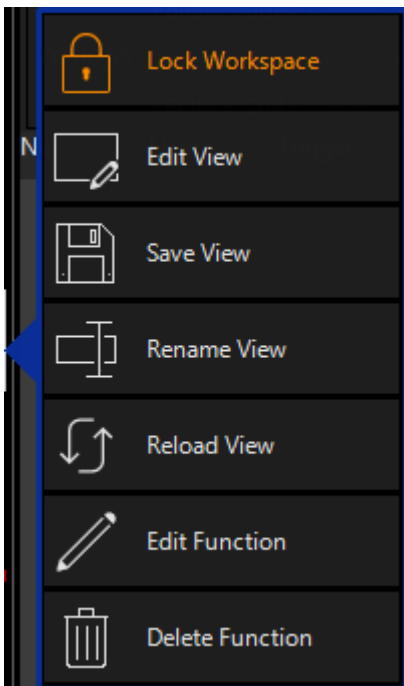 Lock Workspace
N
Edit View
Save View
Rename View
Reload View
Edit Function
Delete Function